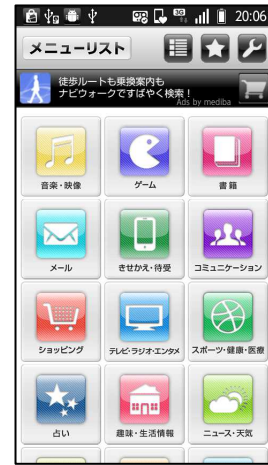 20:06
メニューリスト
徒歩ルートも乗換案内も
ナビウォークですばやく検索！
Ads by mediba
音楽・映像
ゲーム
書籍
メール
きせかえ・待受
コミュニケーション
ショッピング
テレビ・ラジオ・エンタメ
スポーツ・健康・医療
占い
趣味・生活情報
ニュース・天気